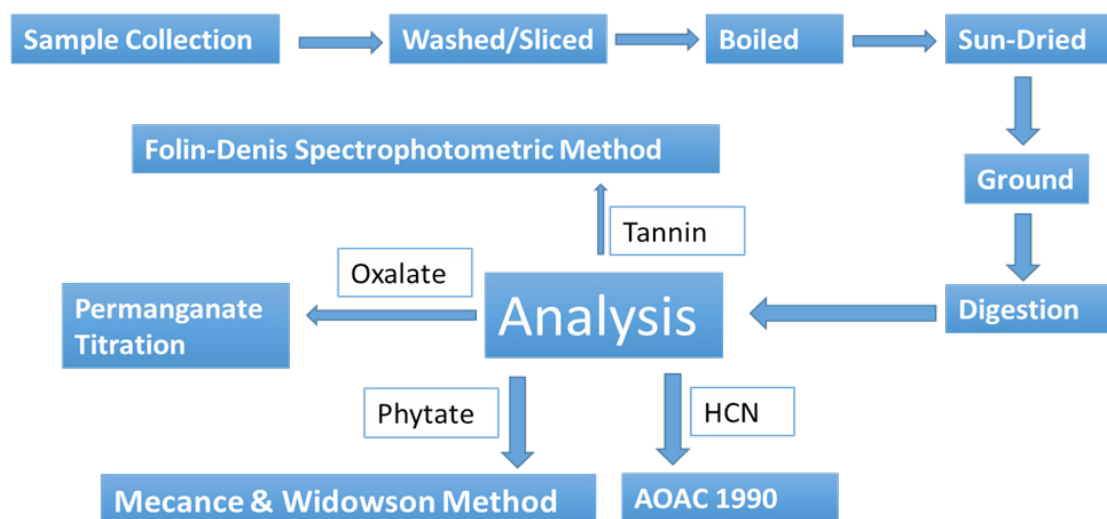 Sample Collection
Washed/Sliced
Boiled
Sun-Dried
Folin-Denis Spectrophotometric Method
Ground
Tannin
Oxalate
Analysis
Permanganate
Titration
Digestion
Phytate
HCN
Mecance & Widowson Method
AOAC 1990